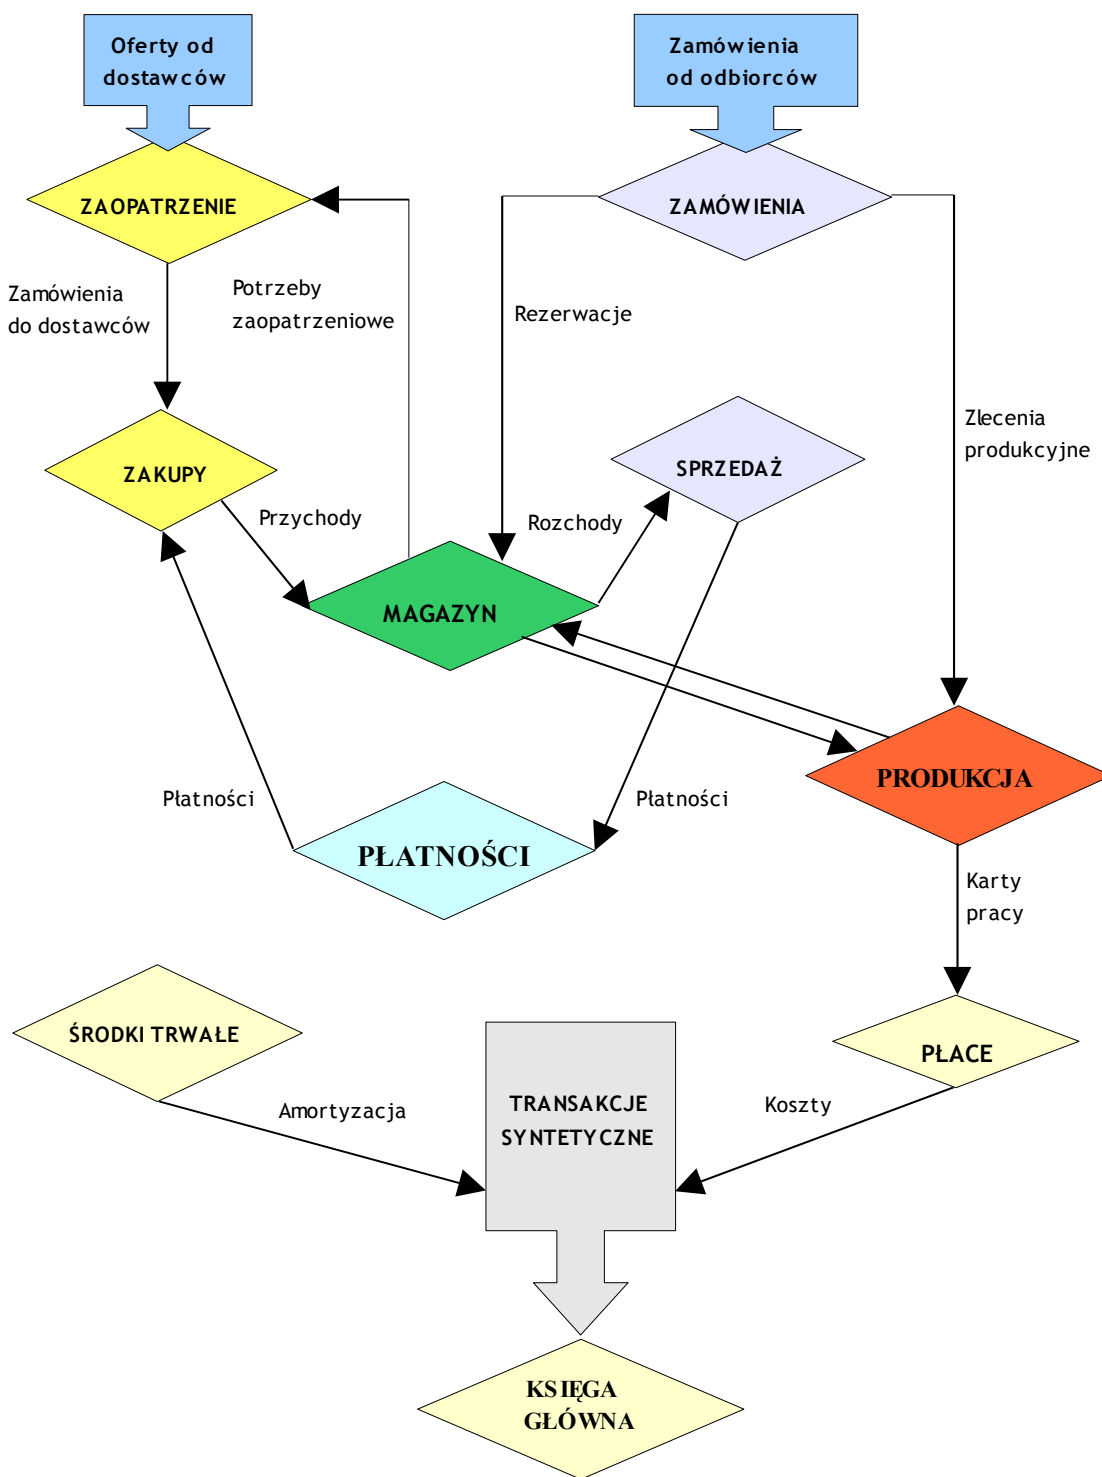 Oferty od
dostawców
Zamówienia
od odbiorców
ZAOPATRZENIE
ZAMÓWIENIA
Zamówienia
do dostawców
Potrzeby
zaopatrzeniowe
Rezerwacje
Zlecenia
produkcyjne
ZAKUPY
SPRZEDAŻ
Przychody
Rozchody
MAGAZYN
PRODUKCJA
Płatności
Płatności
PŁATNOŚCI
Karty
pracy
ŚRODKI TRWAŁE
PŁACE
Amortyzacja
TRANSAKCJE
SYNTETYCZNE
Koszty
KSIĘGA
GŁÓWNA